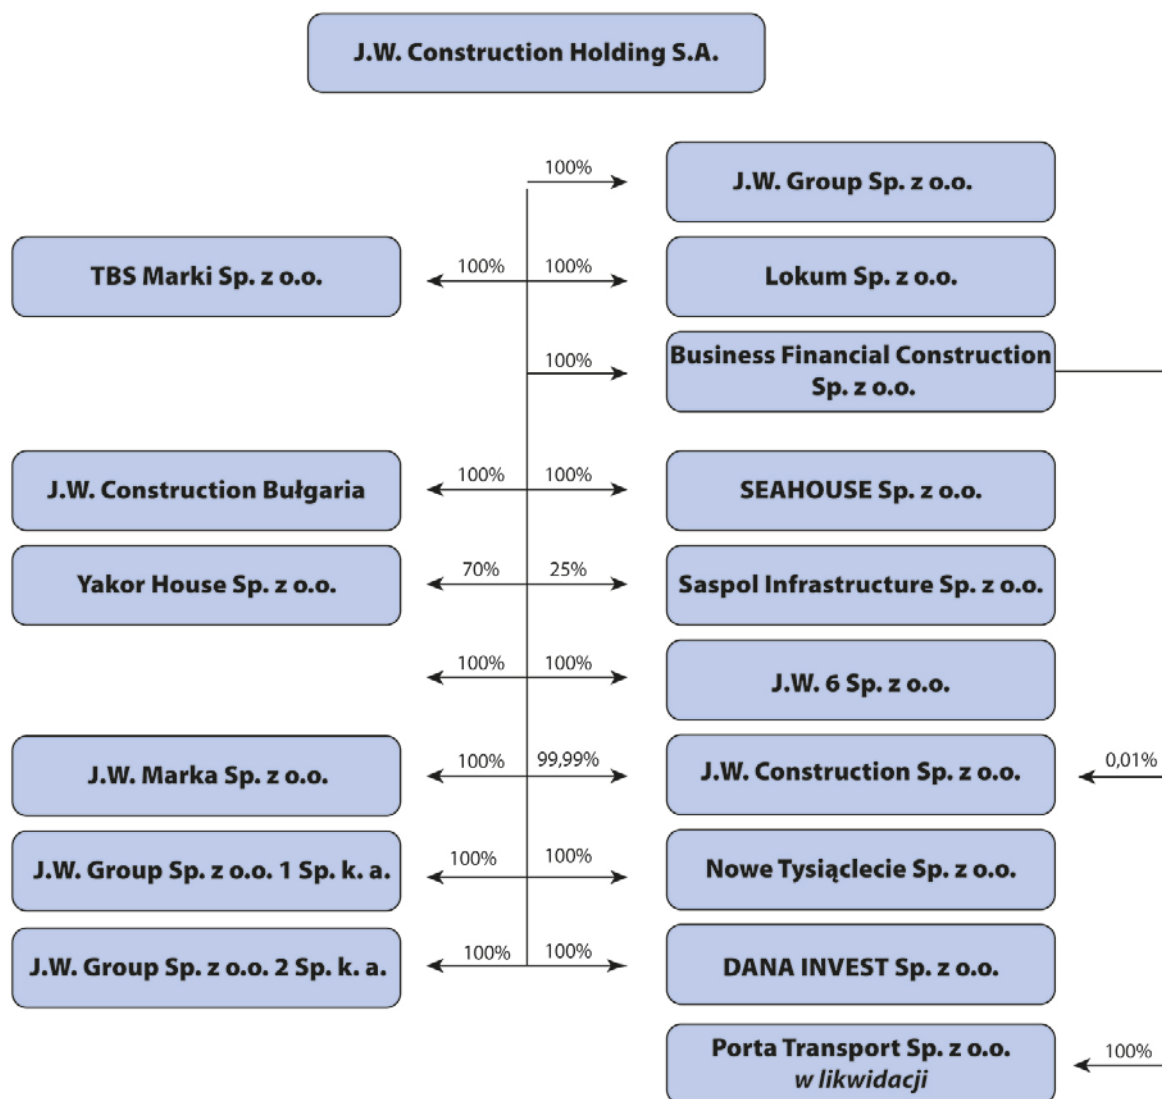 J.W. Construction Holding S.A.
100%
J.W. Group Sp. z o.o.
TBS Marki Sp. z o.o.
100%
100%
Lokum Sp. z o.o.
100%
Business Financial Construction
Sp. z o.o.
J.W. Construction Bułgaria
100%
100%
SEAHOUSE Sp. z o.o.
Yakor House Sp. z o.o.
70%
25%
Saspol Infrastructure Sp. z o.o.
100%
100%
J.W. 6 Sp. z o.o.
J.W. Marka Sp. z o.o.
100%
99,99%
J.W. Construction Sp. z o.o.
0,01%
J.W. Group Sp. z o.o. 1 Sp. k. a.
100%
100%
Nowe Tysiąclecie Sp. z o.o.
J.W. Group Sp. z o.o. 2 Sp. k. a.
100%
100%
DANA INVEST Sp. z o.o.
Porta Transport Sp. z o.o.
w likwidacji
100%